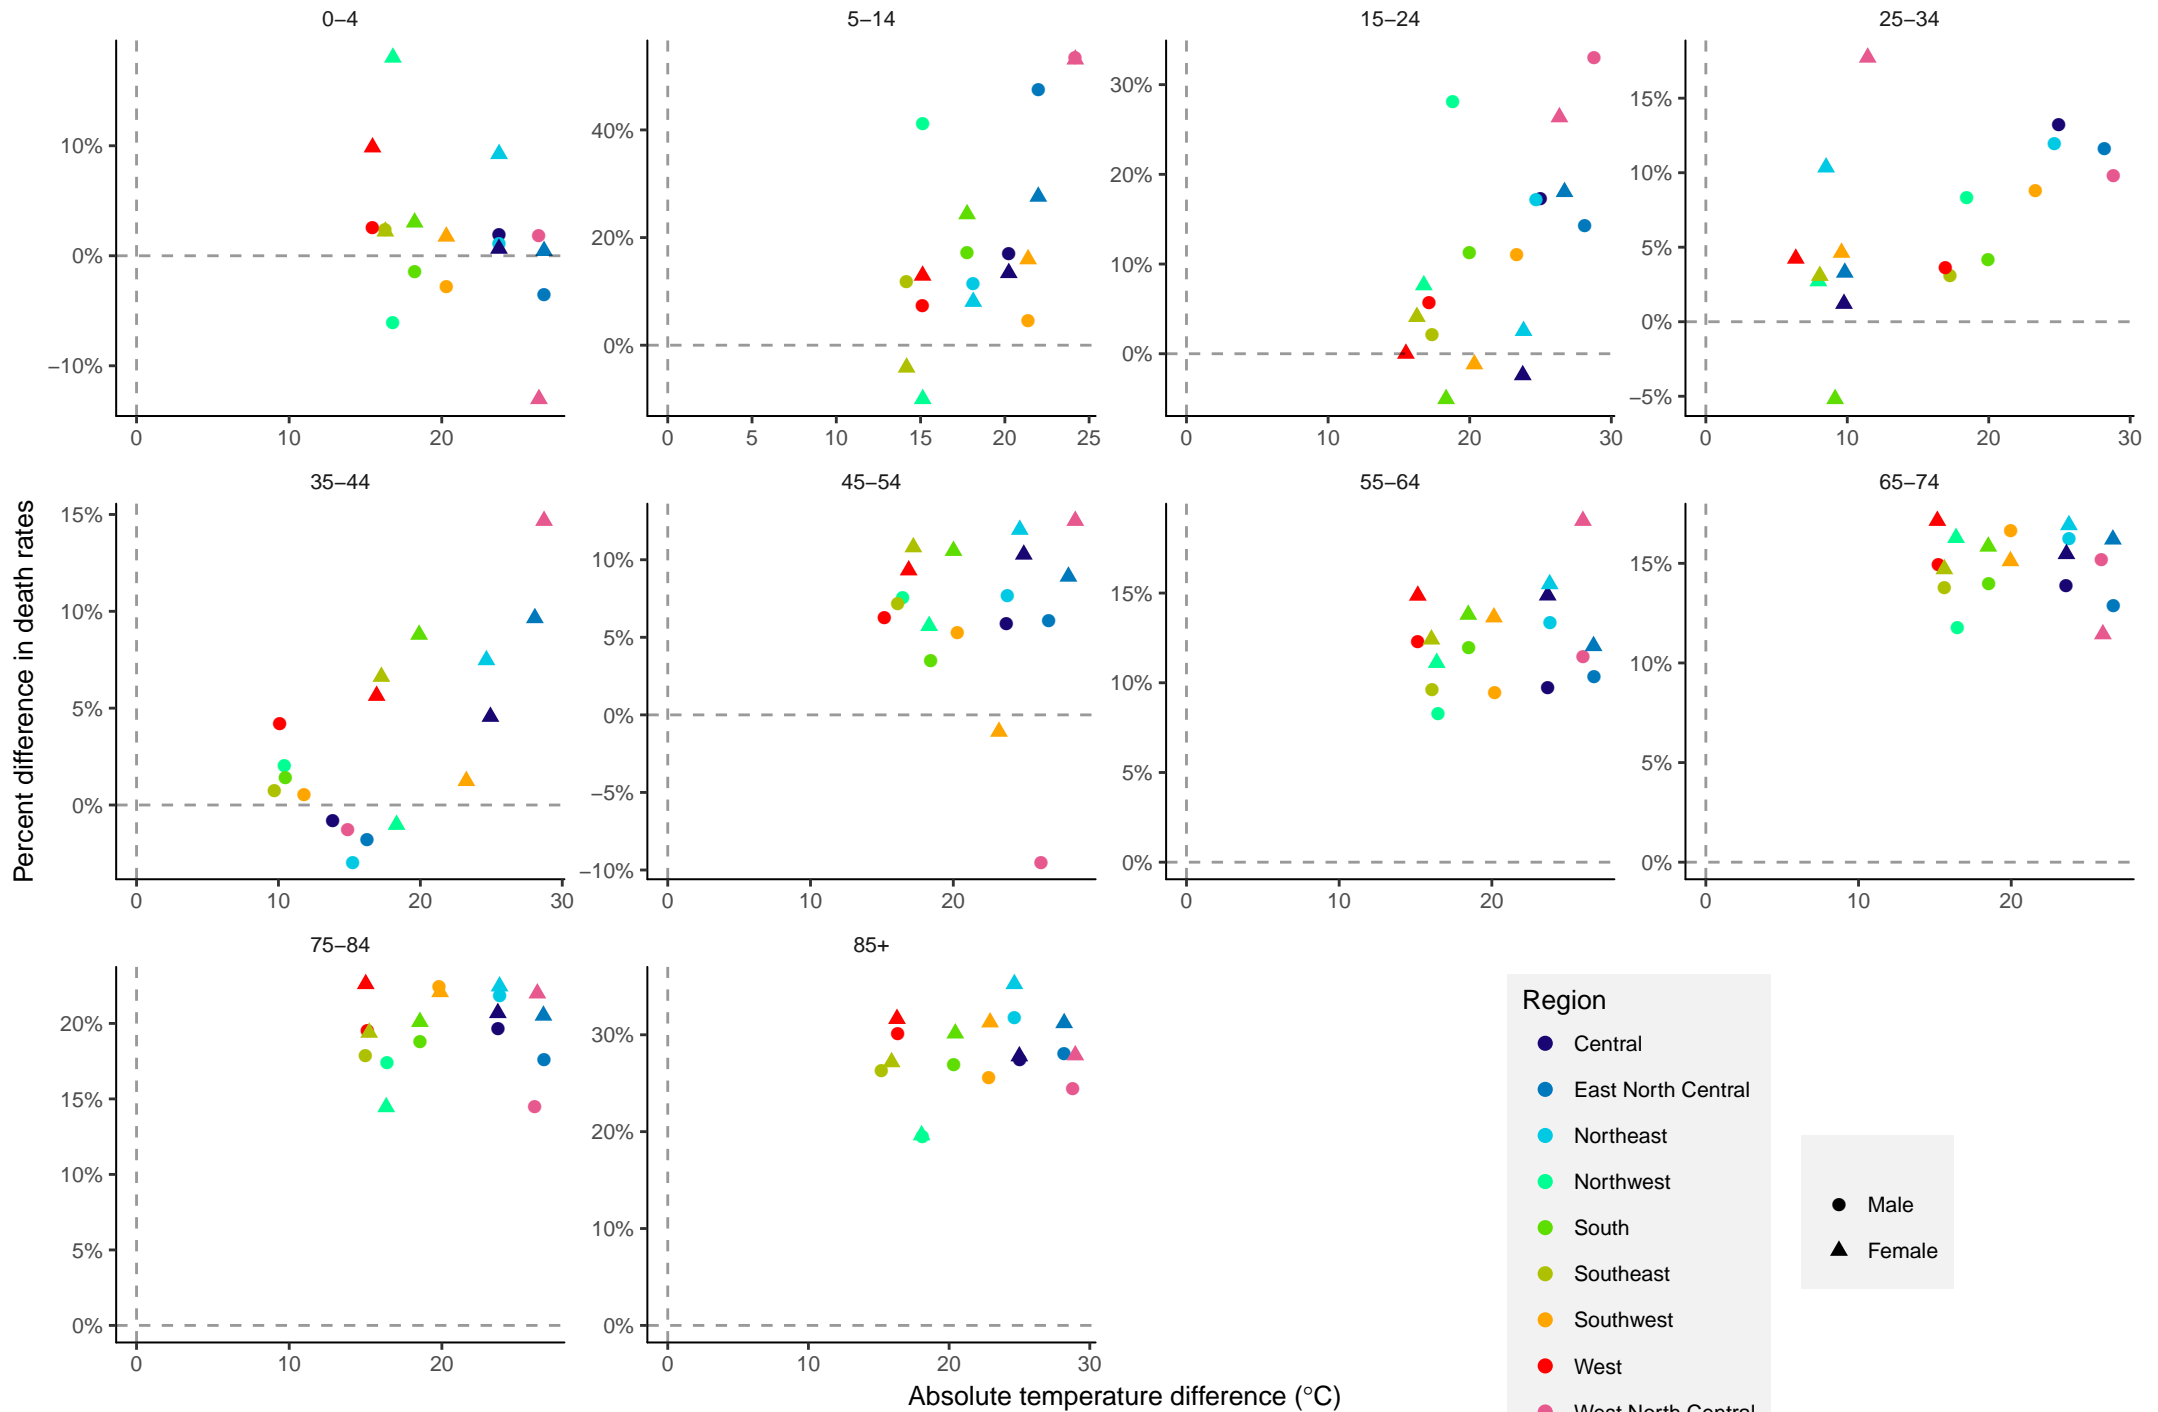 0–4 5–14 15–24 25–34
10% 0% −10%
0 10 20
40% 20% 0%
0 5 10 15 20 25
30% 20% 10% 0%
0 10 20 30
15% 10% 5% 0% −5%
0 10 20 30
35–44 45–54 55–64 65–74
15% 10% 5% 0%
0 10 20 30
10% 5% 0% −5% −10%
0 10 20
15% 10% 5% 0%
0 10 20
15% 10% 5% 0%
0 10 20
75–84 85+
20% 15% 10% 5% 0%
0 10 20
30% 20% 10% 0%
0 10 20 30
Percent difference in death rates
Absolute temperature difference (°C)
Region
Central
East North Central
Northeast
Northwest
South
Southeast
Southwest
West
West North Central
Male
Female